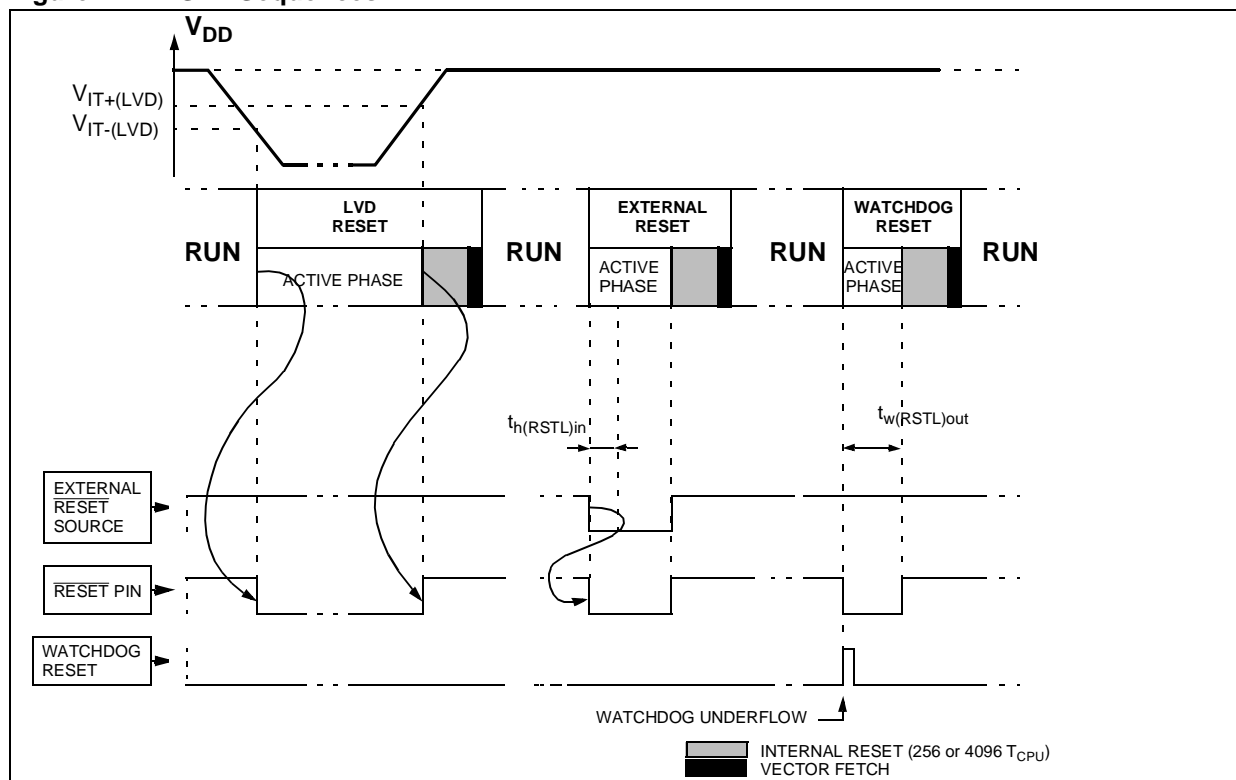 V_DD
V_IT+(LVD)
V_IT-(LVD)
LVD
RESET
EXTERNAL
RESET
WATCHDOG
RESET
RUN
RUN
RUN
RUN
ACTIVE PHASE
ACTIVE
PHASE
ACTIVE
PHASE
t_h(RSTL)in
t_w(RSTL)out
EXTERNAL
RESET
SOURCE
RESET PIN
WATCHDOG
RESET
WATCHDOG UNDERFLOW
INTERNAL RESET (256 or 4096 T_CPU)
VECTOR FETCH